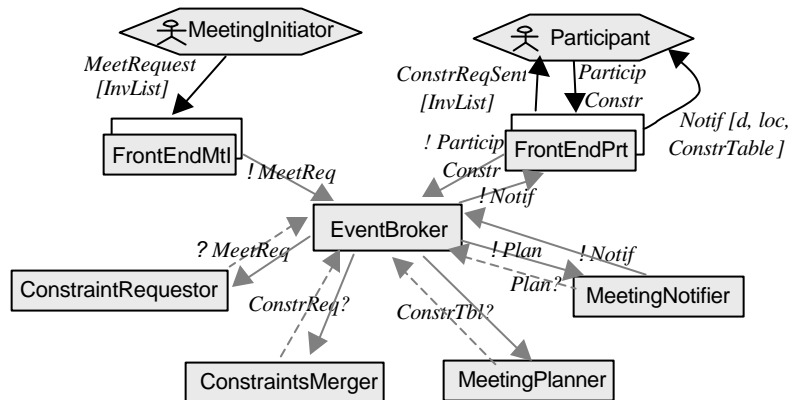 MeetingInitiator
Participant
MeetRequest
[InvList]
ConstrReqSent
[InvList]
Particip
Constr
Notif [d, loc,
ConstrTable]
FrontEndMtI
FrontEndPrt
! MeetReq
! Particip
Constr
! Notif
EventBroker
? MeetReq
! Plan
! Notif
Plan?
ConstraintRequestor
ConstrReq?
ConstrTbl?
MeetingNotifier
ConstraintsMerger
MeetingPlanner